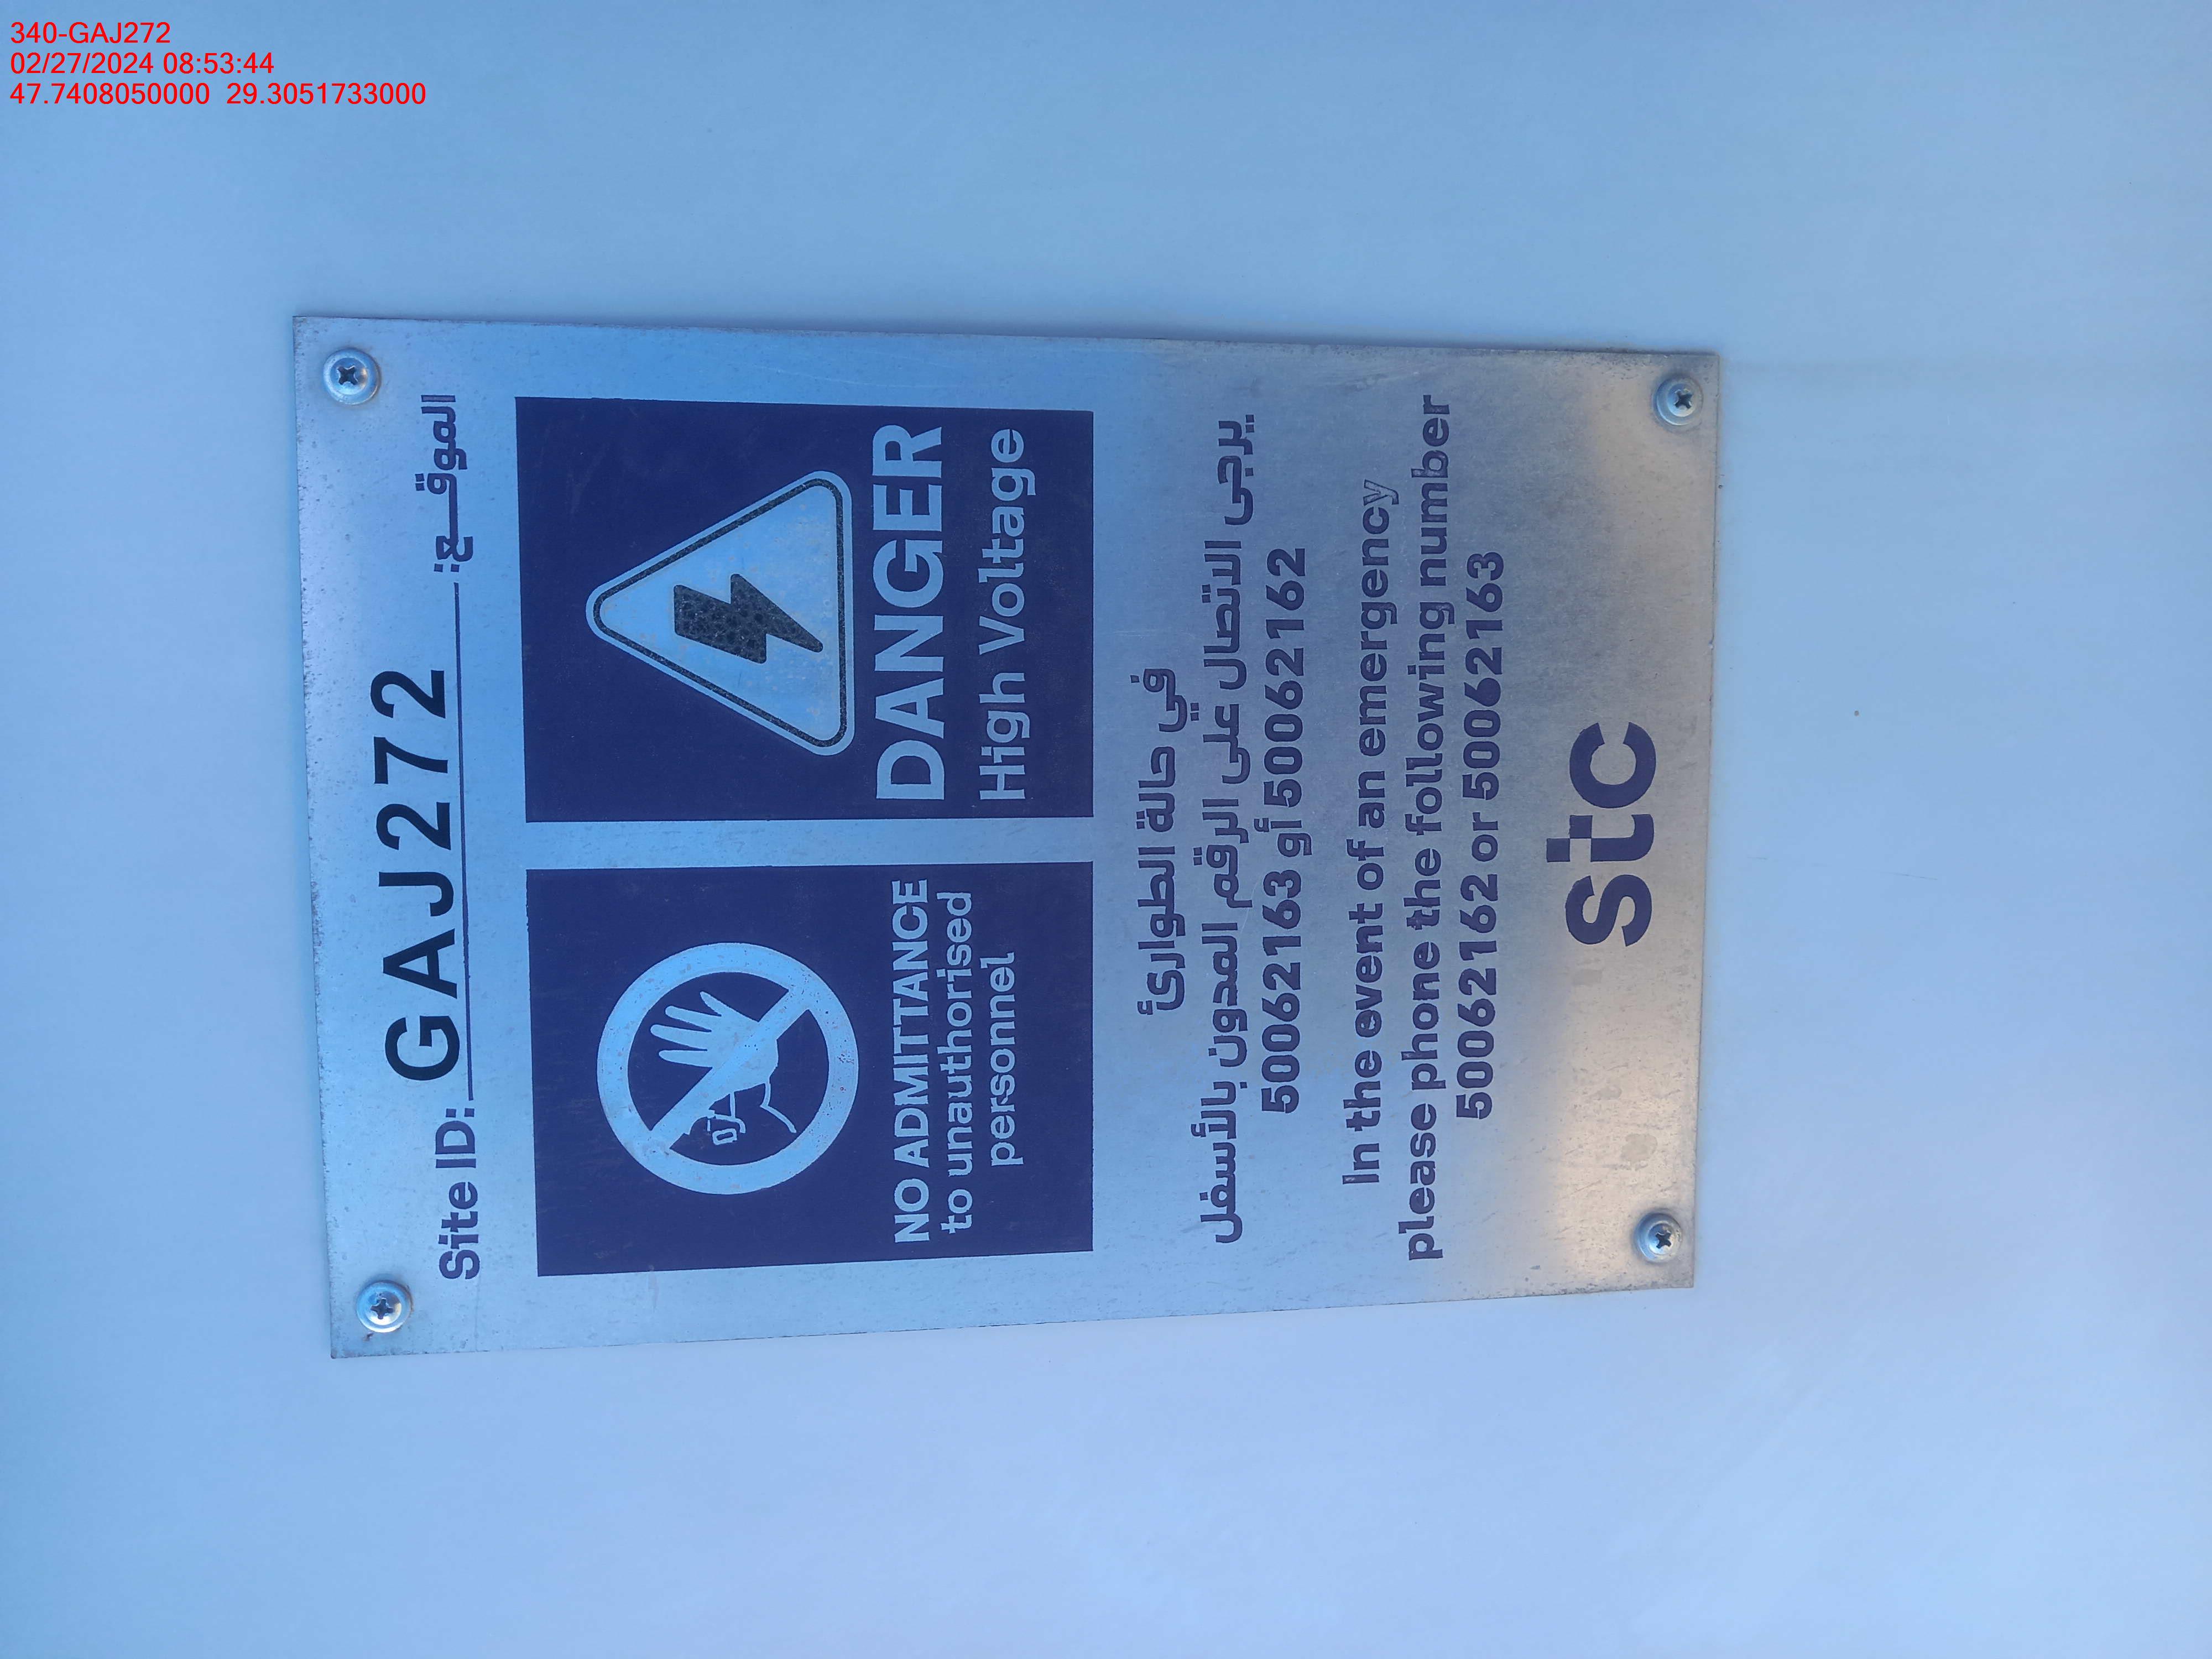 340-GAJ272
02/27/2024 08:53:44
47.7408050000 29.3051733000
Site ID: GAJ272 الموقـــع:
NO ADMITTANCE
to unauthorised
personnel
DANGER
High Voltage
في حالة الطوارئ
يرجى الاتصال على الرقم المدون بالأسفل
50062163 أو 50062162
In the event of an emergency
please phone the following number
50062162 or 50062163
stc